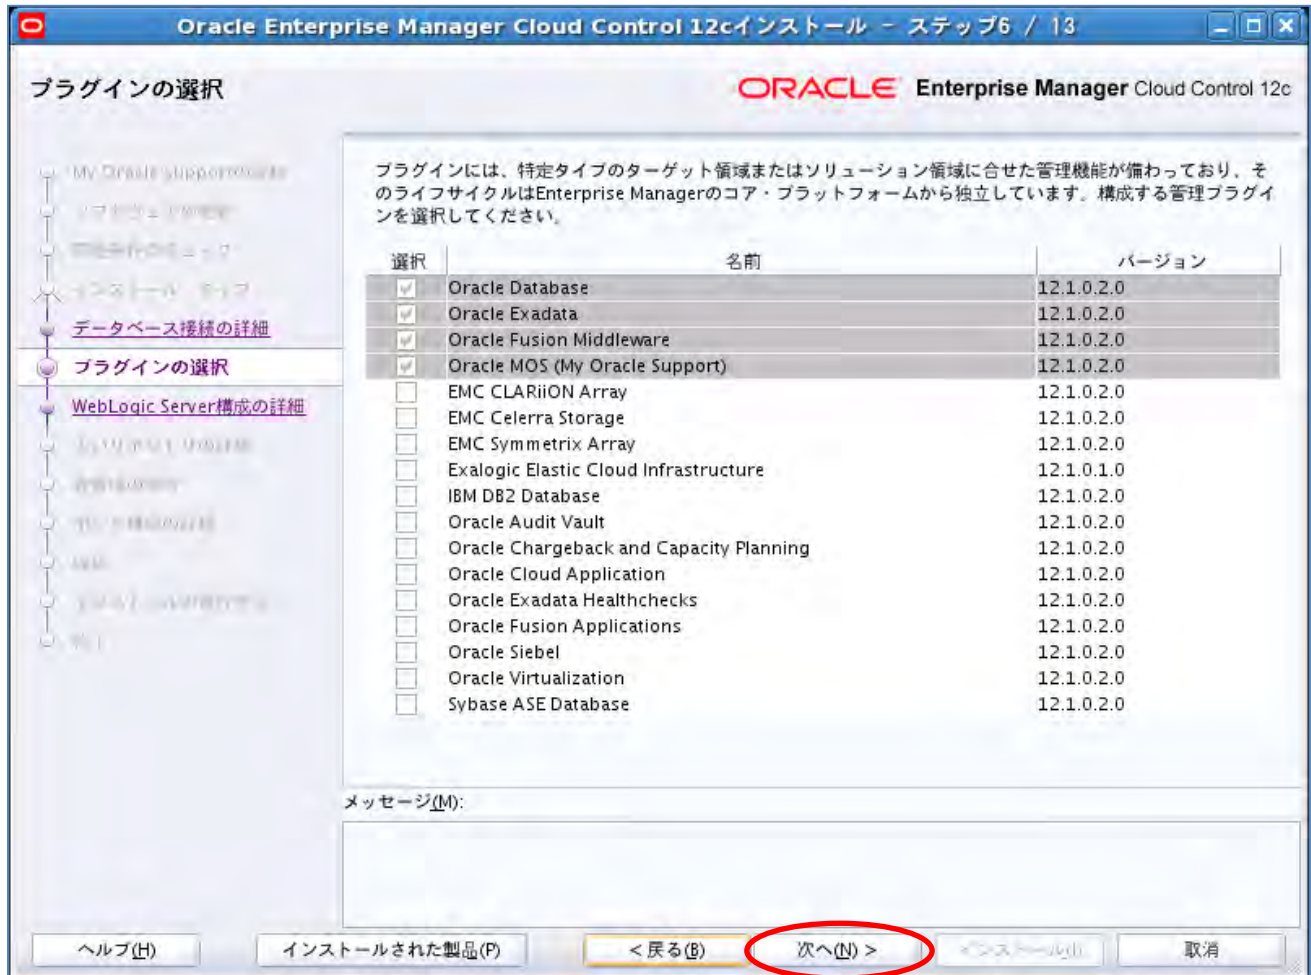 Oracle Enterprise Manager Cloud Control 12cインストール - ステップ6 / 13
プラグインの選択
ORACLE Enterprise Manager Cloud Control 12c
データベース接続の詳細
プラグインの選択
WebLogic Server構成の詳細
プラグインには、特定タイプのターゲット領域またはソリューション領域に合せた管理機能が備わっており、そ
のライフサイクルはEnterprise Managerのコア・プラットフォームから独立しています。構成する管理プラグイ
ンを選択してください。
選択 名前 バージョン
Oracle Database 12.1.0.2.0
Oracle Exadata 12.1.0.2.0
Oracle Fusion Middleware 12.1.0.2.0
Oracle MOS (My Oracle Support) 12.1.0.2.0
EMC CLARiiON Array 12.1.0.2.0
EMC Celerra Storage 12.1.0.2.0
EMC Symmetrix Array 12.1.0.2.0
Exalogic Elastic Cloud Infrastructure 12.1.0.1.0
IBM DB2 Database 12.1.0.2.0
Oracle Audit Vault 12.1.0.2.0
Oracle Chargeback and Capacity Planning 12.1.0.2.0
Oracle Cloud Application 12.1.0.2.0
Oracle Exadata Healthchecks 12.1.0.2.0
Oracle Fusion Applications 12.1.0.2.0
Oracle Siebel 12.1.0.2.0
Oracle Virtualization 12.1.0.2.0
Sybase ASE Database 12.1.0.2.0
メッセージ(M):
ヘルプ(H) インストールされた製品(P) < 戻る(B) 次へ(N) > インストール(I) 取消